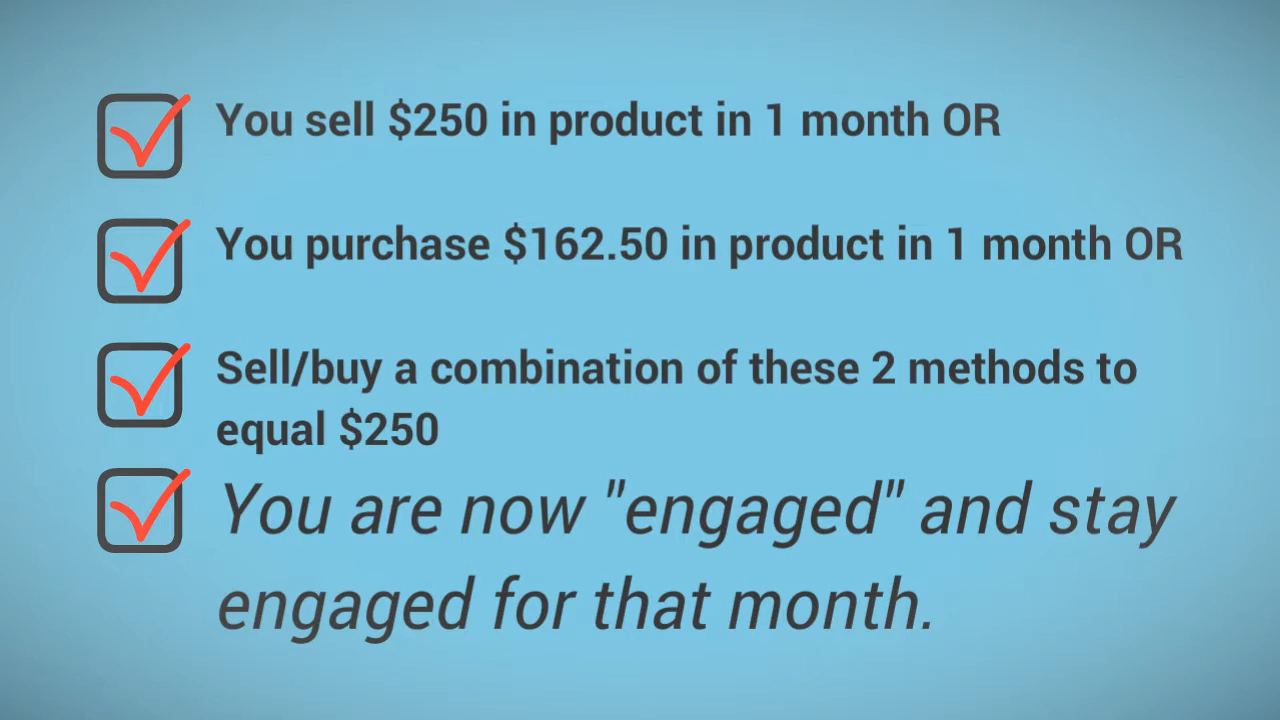 You sell $250 in product in 1 month OR
You purchase $162.50 in product in 1 month OR
Sell/buy a combination of these 2 methods to
equal $250
You are now "engaged" and stay
engaged for that month.